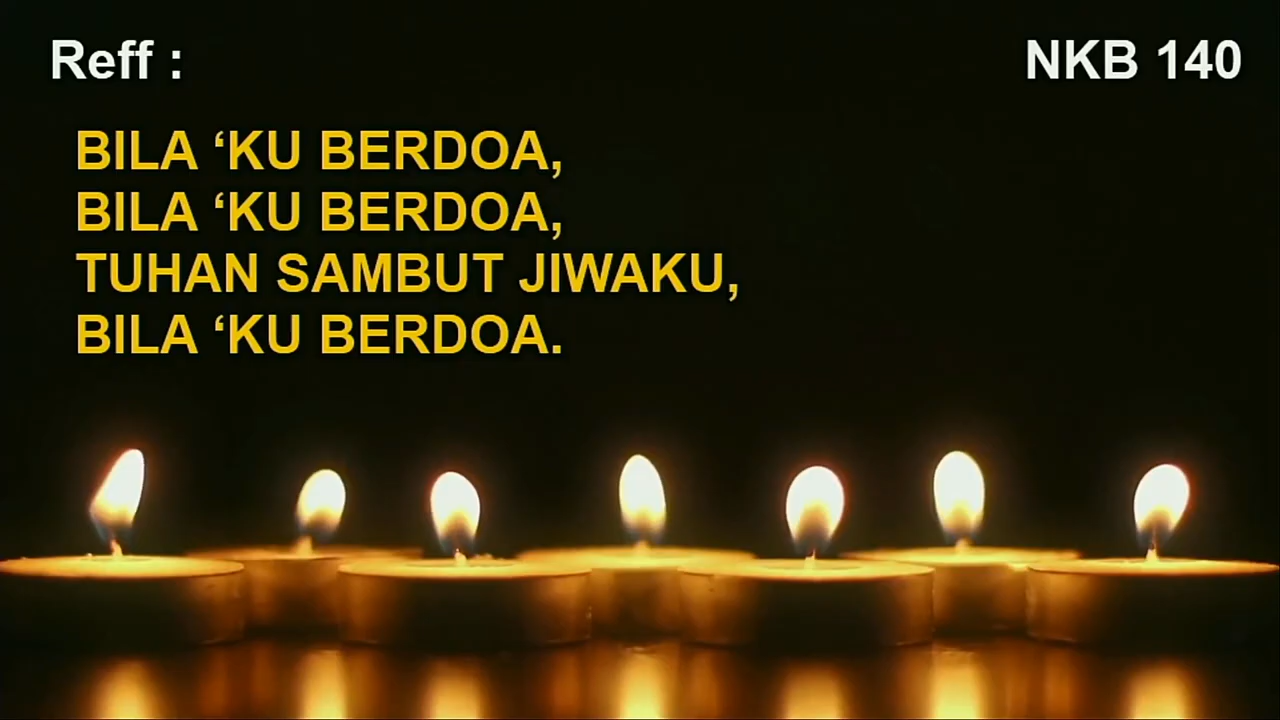 Reff :
NKB 140
BILA ‘KU BERDOA,
BILA ‘KU BERDOA,
TUHAN SAMBUT JIWAKU,
BILA ‘KU BERDOA.